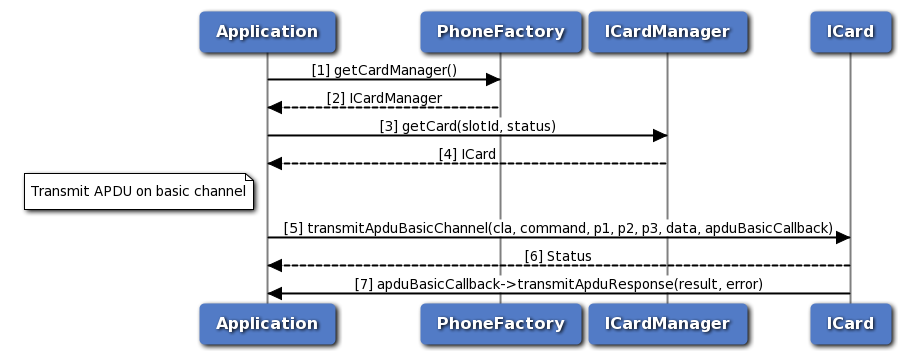 Application PhoneFactory ICardManager ICard
[1] getCardManager()
[2] ICardManager
[3] getCard(slotId, status)
[4] ICard
Transmit APDU on basic channel
[5] transmitApduBasicChannel(cla, command, p1, p2, p3, data, apduBasicCallback)
[6] Status
[7] apduBasicCallback->transmitApduResponse(result, error)
Application PhoneFactory ICardManager ICard